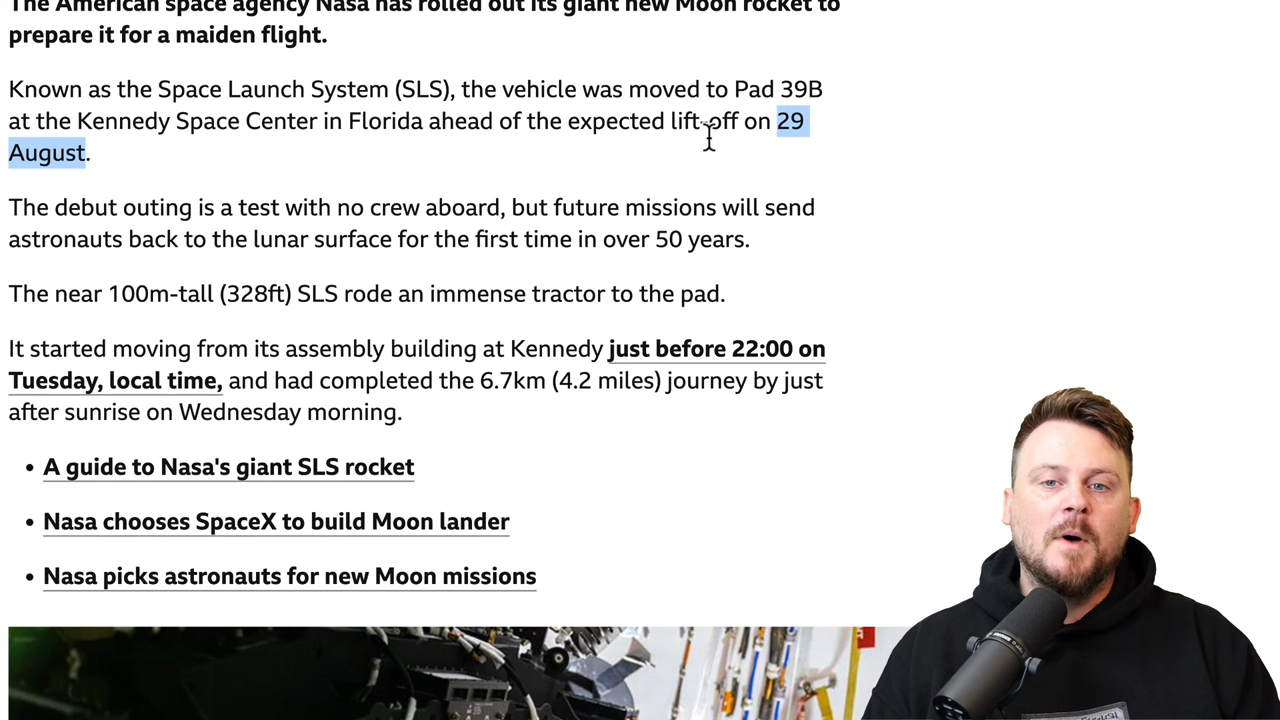 The American space agency Nasa has rolled out its giant new Moon rocket to
prepare it for a maiden flight.
Known as the Space Launch System (SLS), the vehicle was moved to Pad 39B
at the Kennedy Space Center in Florida ahead of the expected lift-off on 29
August.
The debut outing is a test with no crew aboard, but future missions will send
astronauts back to the lunar surface for the first time in over 50 years.
The near 100m-tall (328ft) SLS rode an immense tractor to the pad.
It started moving from its assembly building at Kennedy just before 22:00 on
Tuesday, local time, and had completed the 6.7km (4.2 miles) journey by just
after sunrise on Wednesday morning.
• A guide to Nasa's giant SLS rocket
• Nasa chooses SpaceX to build Moon lander
• Nasa picks astronauts for new Moon missions